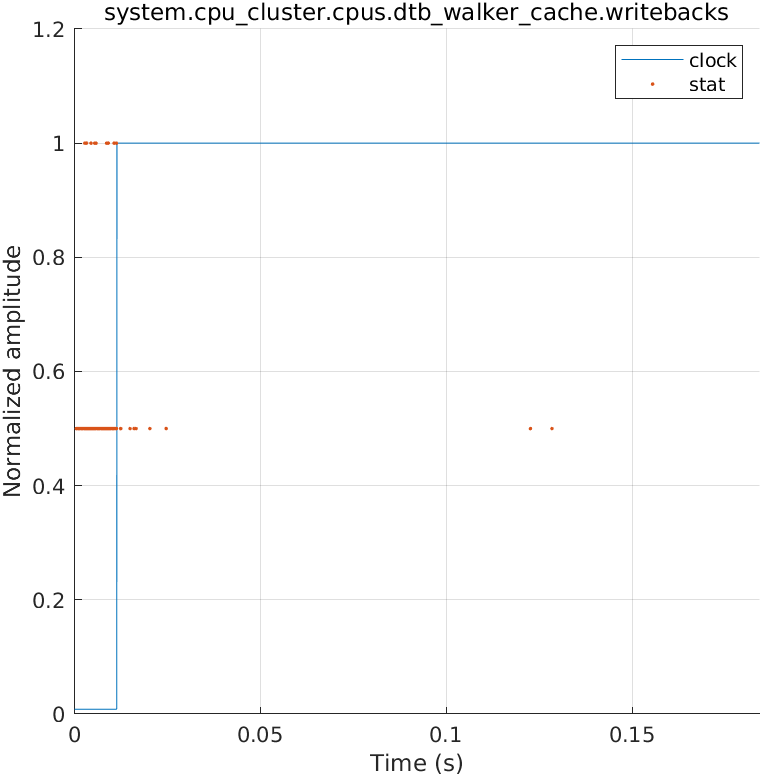 system.cpu_cluster.cpus.dtb_walker_cache.writebacks
clock
stat
1.2
1
0.8
0.6
0.4
0.2
0
Normalized amplitude
0
0.05
0.1
0.15
Time (s)